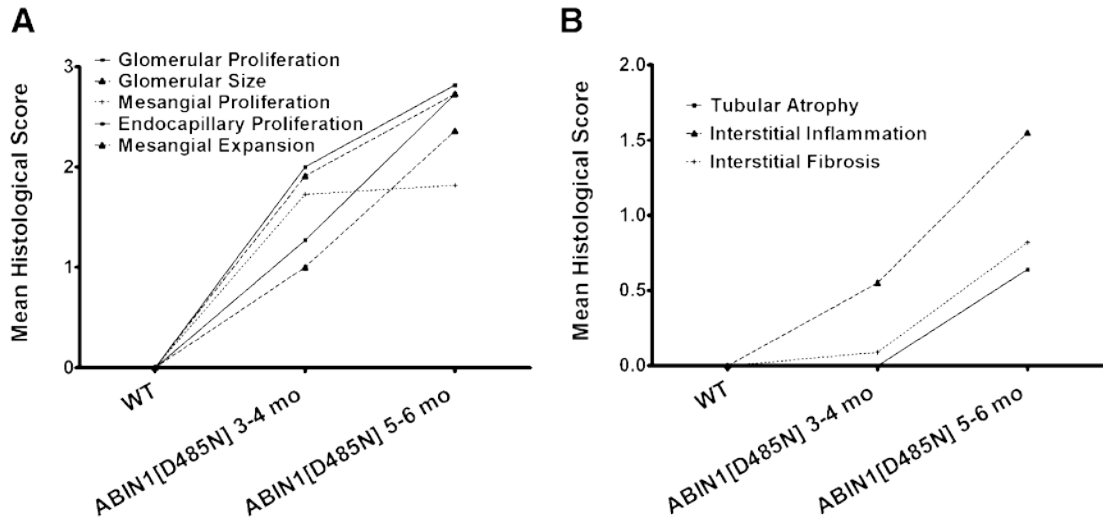 A
Mean Histological Score
3
2
1
0
Glomerular Proliferation
Glomerular Size
Mesangial Proliferation
Endocapillary Proliferation
Mesangial Expansion
WT
ABIN1[D485N] 3-4 mo
ABIN1[D485N] 5-6 mo
B
Mean Histological Score
2.0
1.5
1.0
0.5
0.0
Tubular Atrophy
Interstitial Inflammation
Interstitial Fibrosis
WT
ABIN1[D485N] 3-4 mo
ABIN1[D485N] 5-6 mo